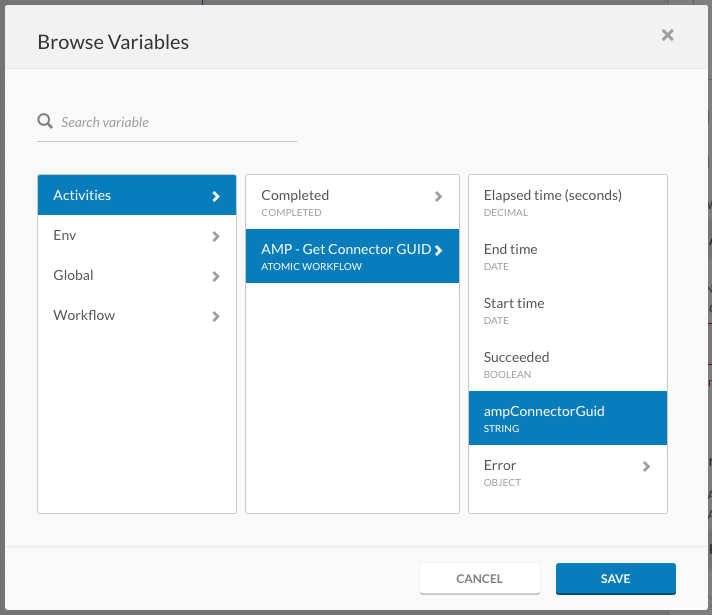 Browse Variables
Search variable
Activities
Env
Global
Workflow
Completed
COMPLETED
AMP - Get Connector GUID
ATOMIC WORKFLOW
Elapsed time (seconds)
DECIMAL
End time
DATE
Start time
DATE
Succeeded
BOOLEAN
ampConnectorGuid
STRING
Error
OBJECT
CANCEL
SAVE